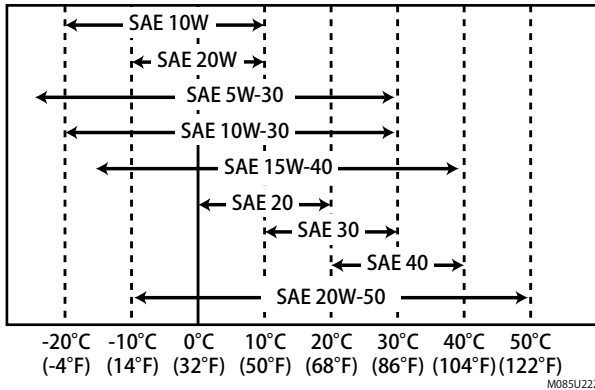 SAE 10W
SAE 20W
SAE 5W-30
SAE 10W-30
SAE 15W-40
SAE 20
SAE 30
SAE 40
SAE 20W-50
-20°C -10°C 0°C 10°C 20°C 30°C 40°C 50°C
(-4°F) (14°F) (32°F) (50°F) (68°F) (86°F) (104°F) (122°F)